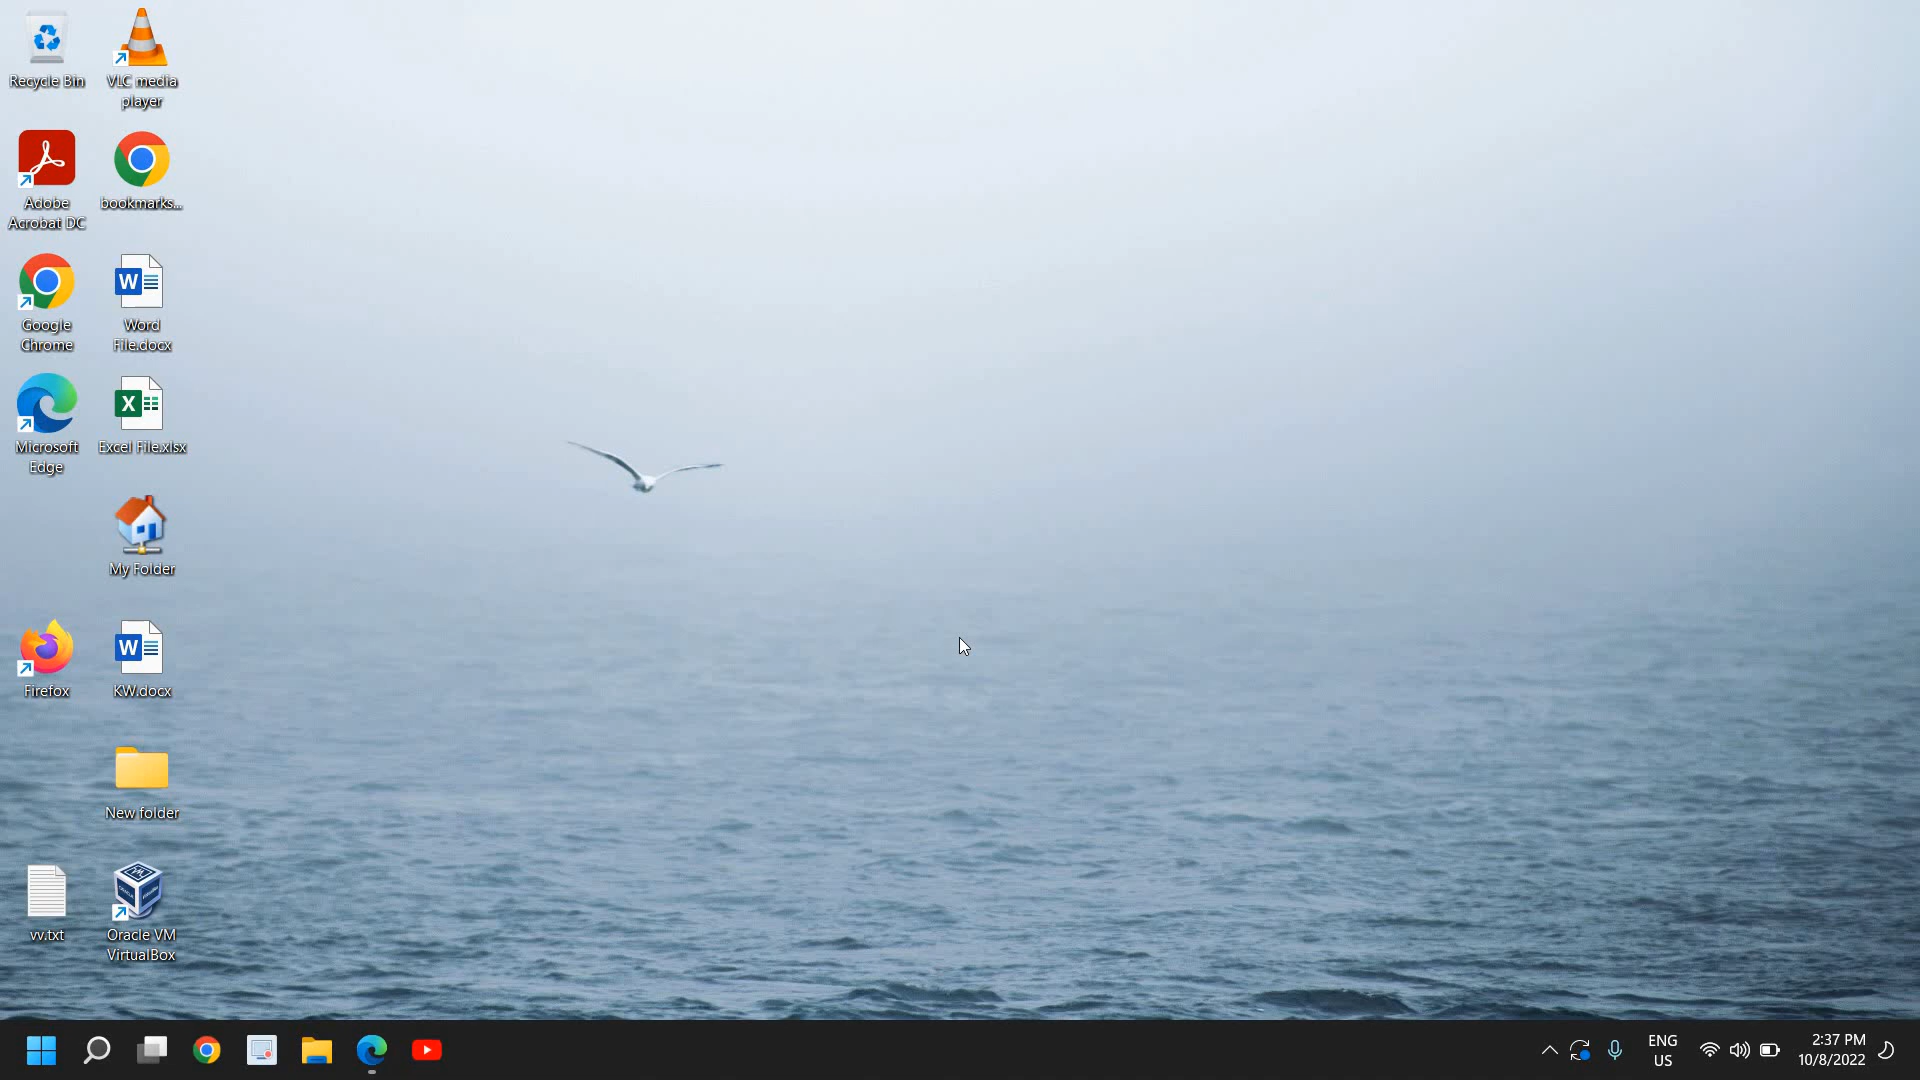 Recycle Bin
VLC media
player
Adobe
Acrobat DC
bookmarks...
Google
Chrome
Word
File.docx
Microsoft
Edge
Excel File.xlsx
My Folder
Firefox
KW.docx
New folder
vv.txt
Oracle VM
VirtualBox
ENG
US
2:37 PM
10/8/2022